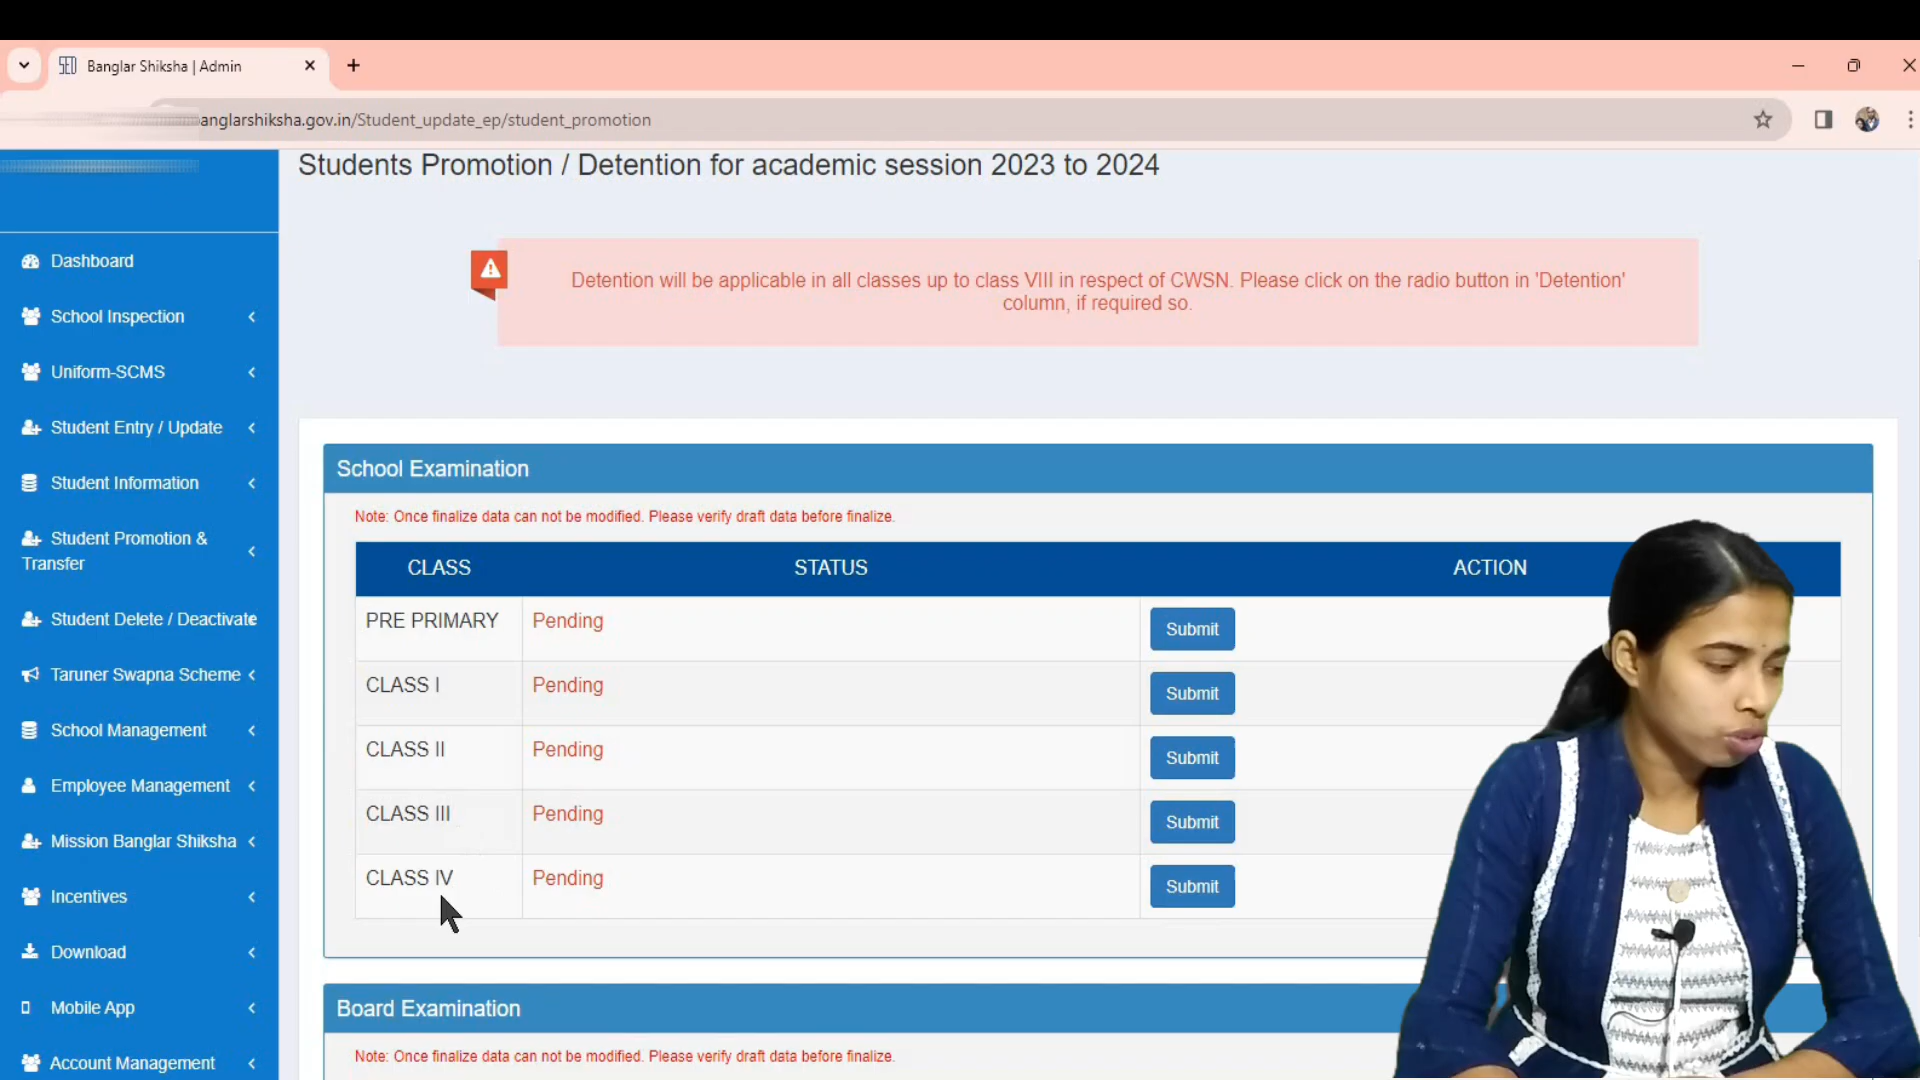 Banglar Shiksha | Admin
anglarshiksha.gov.in/Student_update_ep/student_promotion
Students Promotion / Detention for academic session 2023 to 2024
Detention will be applicable in all classes up to class VIII in respect of CWSN. Please click on the radio button in 'Detention'
column, if required so.
Dashboard
School Inspection
Uniform-SCMS
Student Entry / Update
Student Information
Student Promotion &
Transfer
Student Delete / Deactivate
Taruner Swapna Scheme
School Management
Employee Management
Mission Banglar Shiksha
Incentives
Download
Mobile App
Account Management
School Examination
Note: Once finalize data can not be modified. Please verify draft data before finalize.
CLASS STATUS ACTION
PRE PRIMARY Pending Submit
CLASS I Pending Submit
CLASS II Pending Submit
CLASS III Pending Submit
CLASS IV Pending Submit
Board Examination
Note: Once finalize data can not be modified. Please verify draft data before finalize.